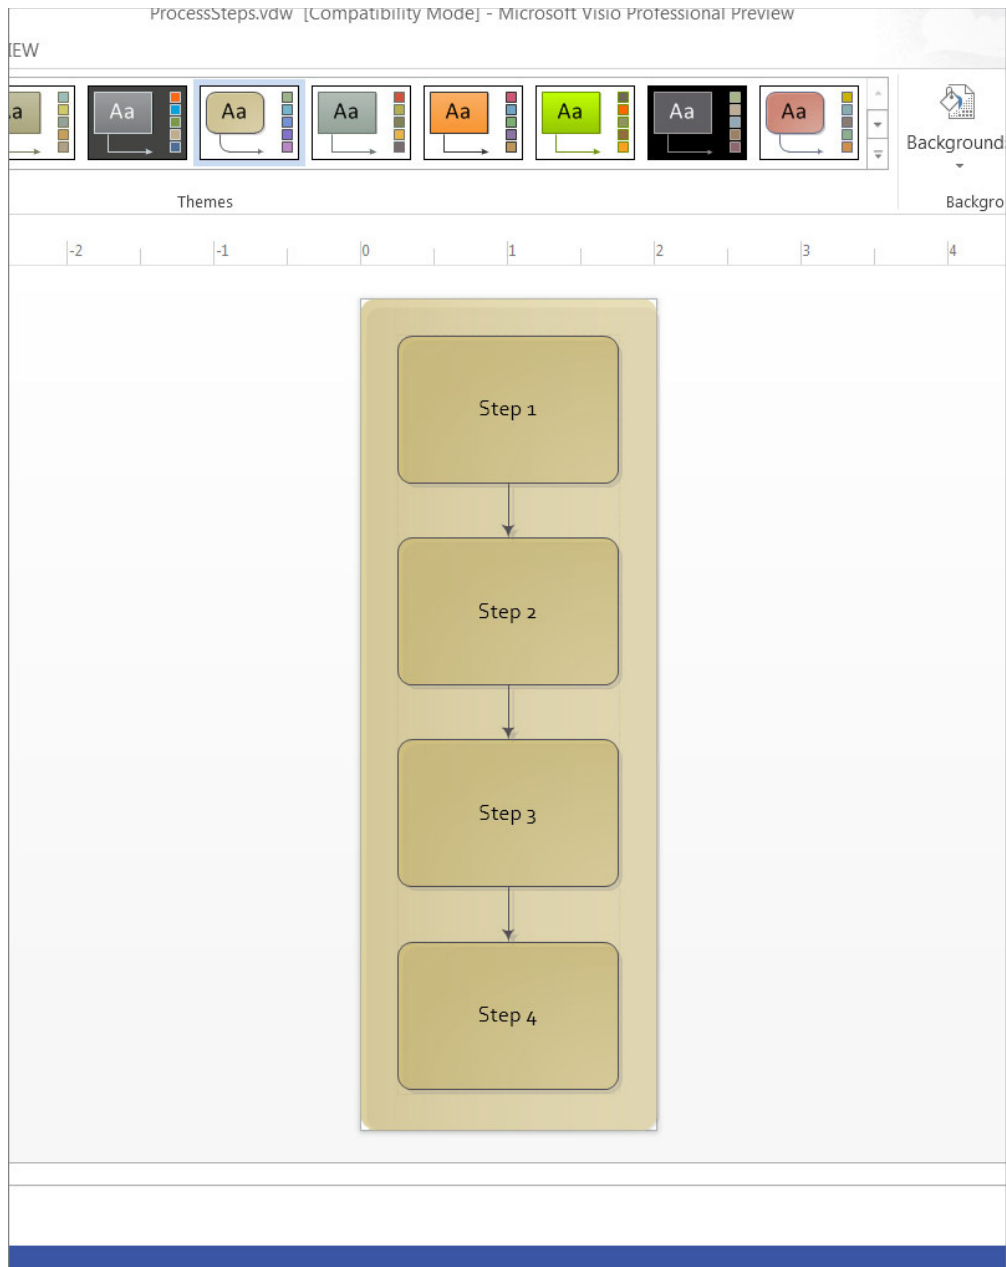 ProcessSteps.vdw [Compatibility Mode] - Microsoft Visio Professional Preview
IEW
Aa Aa Aa Aa Aa Aa Aa Aa
Background
Themes
Backgro
-2 -1 0 1 2 3 4
Step 1
Step 2
Step 3
Step 4